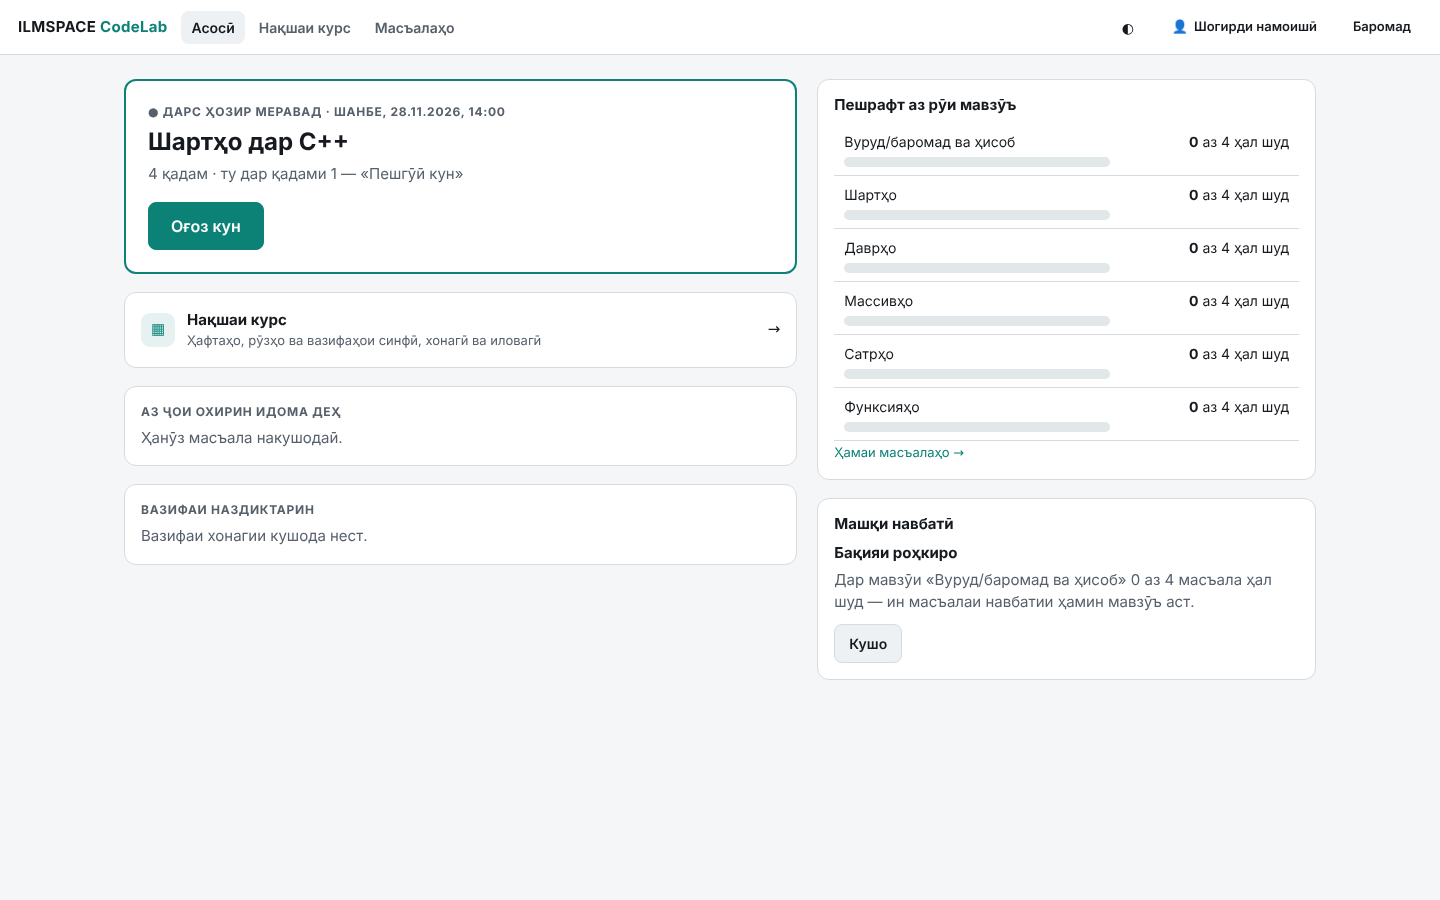 ILMSPACE CodeLab
Асосӣ
Нақшаи курс
Масъалаҳо
Шогирди намоишӣ
Баромад
ДАРС ҲОЗИР МЕРАВАД · ШАНБЕ, 28.11.2026, 14:00
Шартҳо дар C++
4 қадам · ту дар қадами 1 — «Пешгӯӣ кун»
Оғоз кун
Нақшаи курс
Ҳафтаҳо, рӯзҳо ва вазифаҳои синфӣ, хонагӣ ва иловагӣ
→
АЗ ҶОИ ОХИРИН ИДОМА ДЕҲ
Ҳанӯз масъала накушодаӣ.
ВАЗИФАИ НАЗДИКТАРИН
Вазифаи хонагии кушода нест.
Пешрафт аз рӯи мавзӯъ
Вуруд/баромад ва ҳисоб 0 аз 4 ҳал шуд
Шартҳо 0 аз 4 ҳал шуд
Даврҳо 0 аз 4 ҳал шуд
Массивҳо 0 аз 4 ҳал шуд
Сатрҳо 0 аз 4 ҳал шуд
Функсияҳо 0 аз 4 ҳал шуд
Ҳамаи масъалаҳо →
Машқи навбатӣ
Бақияи роҳкиро
Дар мавзӯи «Вуруд/баромад ва ҳисоб» 0 аз 4 масъала ҳал
шуд — ин масъалаи навбатии ҳамин мавзӯъ аст.
Кушо